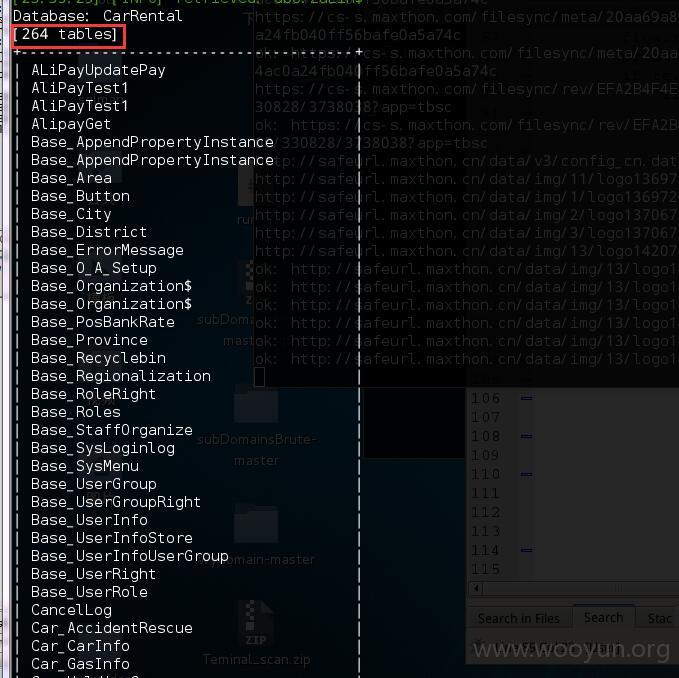 Database: CarRental
[264 tables]
ALiPayUpdatePay
AliPayTest1
AliPayTest1
AlipayGet
Base_AppendPropertyInstance
Base_AppendPropertyInstance
Base_Area
Base_Button
Base_City
Base_District
Base_ErrorMessage
Base_O_A_Setup
Base_Organization$
Base_Organization$
Base_PosBankRate
Base_Province
Base_Recyclebin
Base_Regionalization
Base_RoleRight
Base_Roles
Base_StaffOrganize
Base_SysLoginlog
Base_SysMenu
Base_UserGroup
Base_UserGroupRight
Base_UserInfo
Base_UserInfoStore
Base_UserInfoUserGroup
Base_UserRight
Base_UserRole
CancelLog
Car_AccidentRescue
Car_CarInfo
Car_GasInfo
https://cs-s.maxthon.com/filesync/meta/20aa69a8
a24fb040ff56bafe0a5a74c
ok: https://cs-s.maxthon.com/filesync/meta/20aa
4ac0a24fb040ff56bafe0a5a74c
https://cs-s.maxthon.com/filesync/rev/EFA2B4F4E
330828/3738038?app=tbsc
ok: https://cs-s.maxthon.com/filesync/rev/EFA2B
/330828/3738038?app=tbsc
http://safeurl.maxthon.cn/data/v3/config_cn.dat
http://safeurl.maxthon.cn/data/img/11/logo13697
http://safeurl.maxthon.cn/data/img/1/logo136972
http://safeurl.maxthon.cn/data/img/2/logo137067
http://safeurl.maxthon.cn/data/img/3/logo137067
http://safeurl.maxthon.cn/data/img/13/logo14207
ok: http://safeurl.maxthon.cn/data/img/13/logo1
ok: http://safeurl.maxthon.cn/data/img/13/logo1
ok: http://safeurl.maxthon.cn/data/img/13/logo1
ok: http://safeurl.maxthon.cn/data/img/13/logo1
ok: http://safeurl.maxthon.cn/data/img/13/logo1
ok: http://safeurl.maxthon.cn/data/img/13/logo1
subDomainsBrute-
master
wydomain-master
ZIP
Teminal_scan.zip
106
107
108
109
110
111
112
113
114
115
Search in Files
Search
Stac
www.wooyun.org